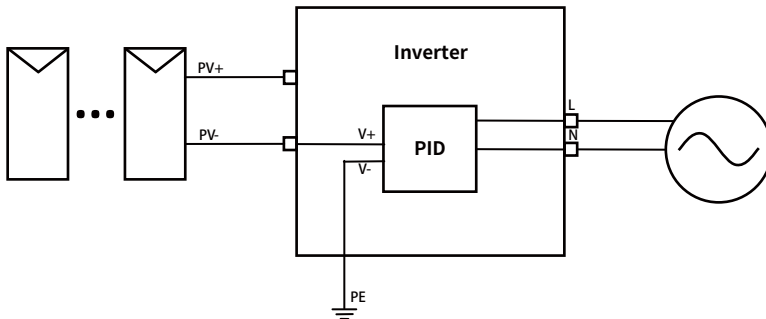 Inverter
PV+
L
PV-
V+
N
PID
V-
PE